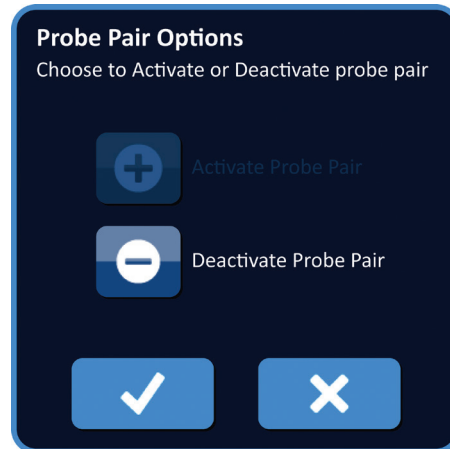 Probe Pair Options
Choose to Activate or Deactivate probe pair
Activate Probe Pair
Deactivate Probe Pair